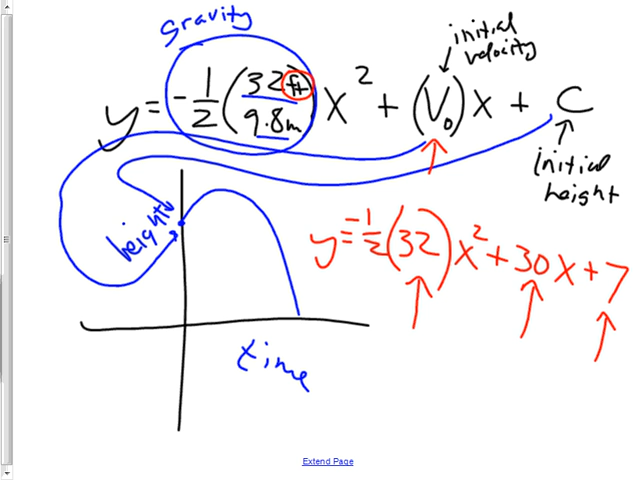 gravity
initial
velocity
y = -1/2 (32 ft / 9.8 m) x² + (V₀) x + C
initial
height
height
y = -1/2 (32) x² + 30x + 7
time
Extend Page